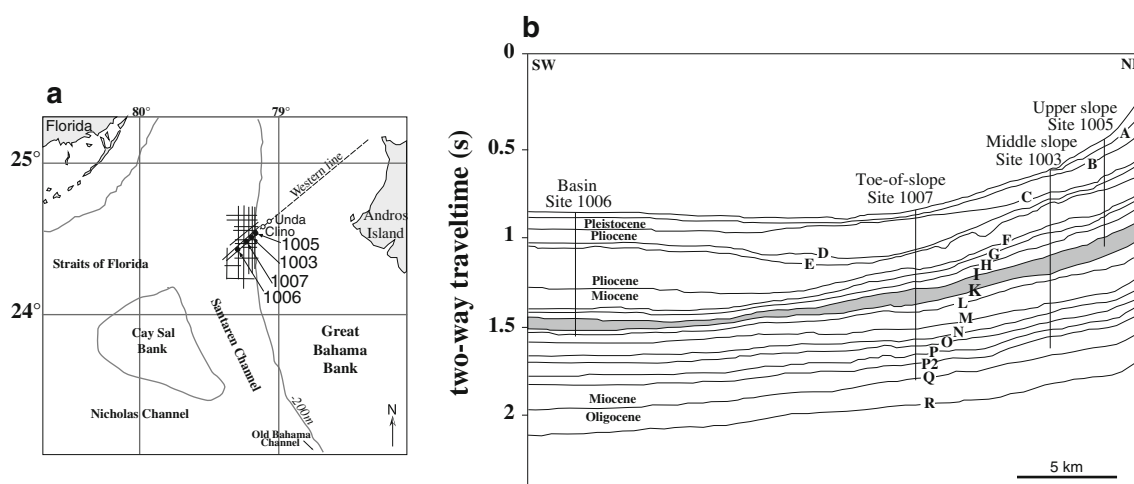 a
80°
79°
Florida
25°
Western line
Unda
Clino
Andros
Island
1005
1003
1007
1006
Straits of Florida
24°
Santaren Channel
Cay Sal
Bank
Great
Bahama
Bank
Nicholas Channel
-200m
N
Old Bahama
Channel
b
0
0.5
1
1.5
2
two-way traveltime (s)
SW
Upper slope
Site 1005
Middle slope
Site 1003
Toe-of-slope
Site 1007
Basin
Site 1006
A
B
C
D
E
F
G
H
I
K
L
M
N
O
P
P2
Q
R
Pleistocene
Pliocene
Pliocene
Miocene
Miocene
Oligocene
5 km